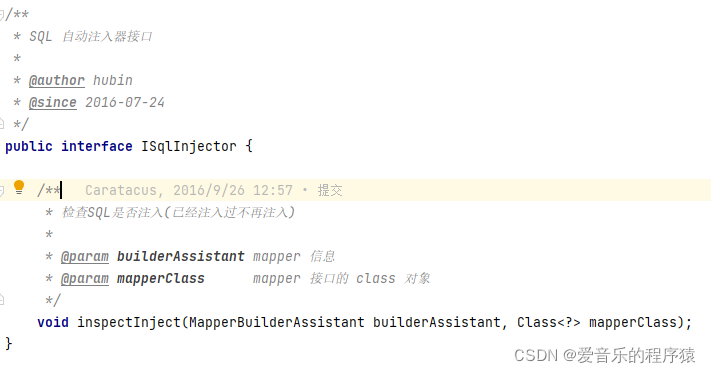 /**
 * SQL 自动注入器接口
 *
 * @author hubin
 * @since 2016-07-24
 */
public interface ISqlInjector {
    /**   Caratacus, 2016/9/26 12:57 • 提交
     * 检查SQL是否注入(已经注入过不再注入)
     *
     * @param builderAssistant mapper 信息
     * @param mapperClass      mapper 接口的 class 对象
     */
    void inspectInject(MapperBuilderAssistant builderAssistant, Class<?> mapperClass);
}
CSDN @爱音乐的程序猿